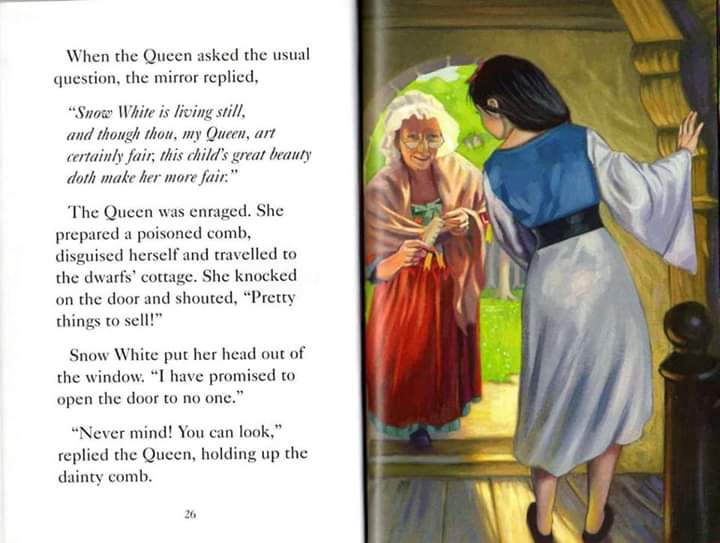 When the Queen asked the usual
question, the mirror replied,
“Snow White is living still,
and though thou, my Queen, art
certainly fair, this child’s great beauty
doth make her more fair.”
The Queen was enraged. She
prepared a poisoned comb,
disguised herself and travelled to
the dwarfs’ cottage. She knocked
on the door and shouted, “Pretty
things to sell!”
Snow White put her head out of
the window. “I have promised to
open the door to no one.”
“Never mind! You can look,”
replied the Queen, holding up the
dainty comb.
26